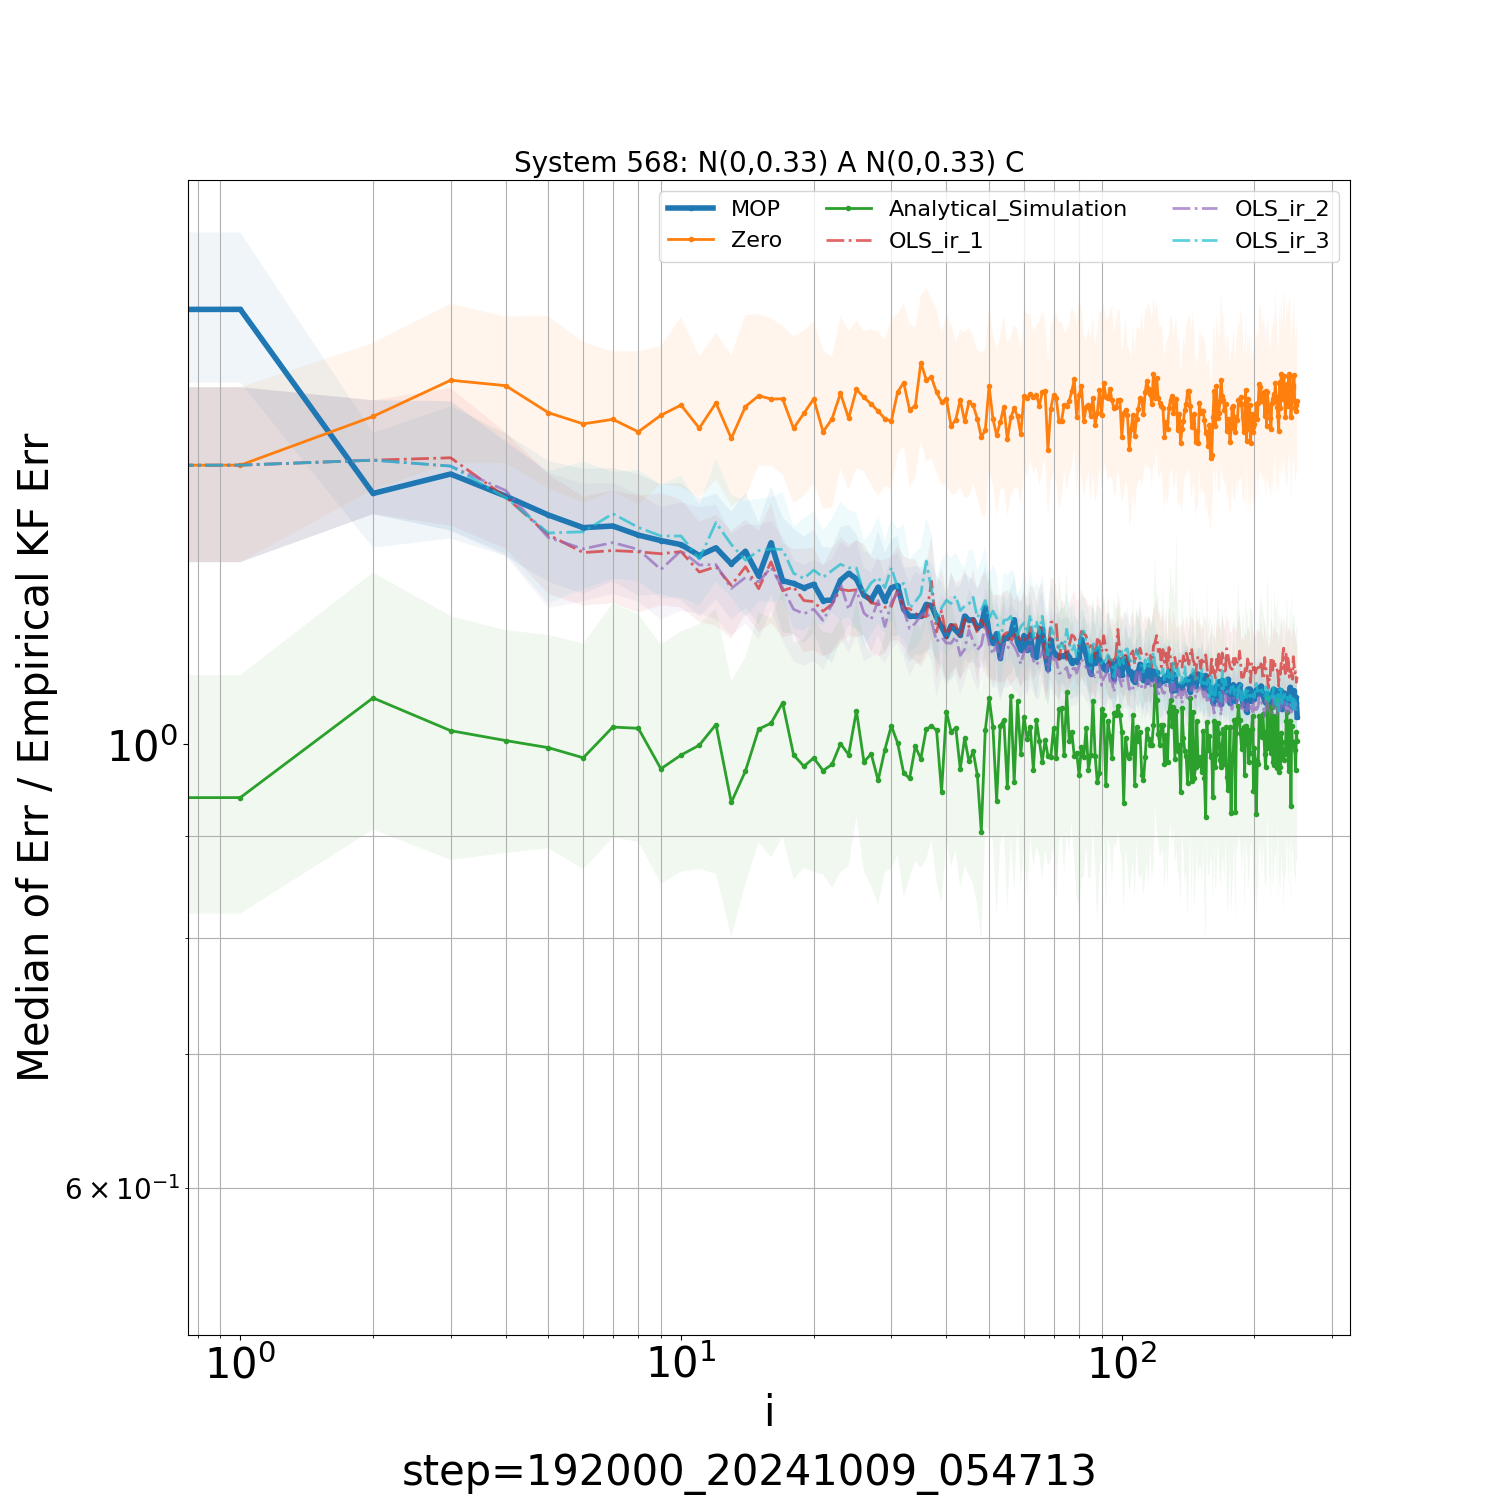 System 568: N(0,0.33) A N(0,0.33) C
MOP
Zero
Analytical_Simulation
OLS_ir_1
OLS_ir_2
OLS_ir_3
Median of Err / Empirical KF Err
10⁰
6 × 10⁻¹
10⁰ 10¹ 10²
i
step=192000_20241009_054713